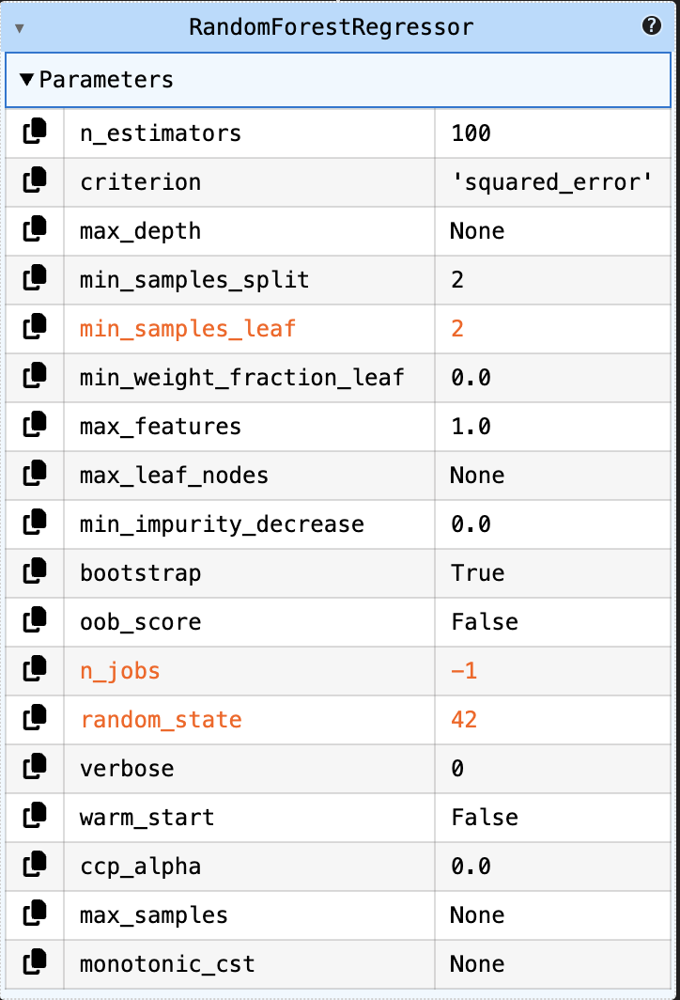 ▼ RandomForestRegressor ?
▼ Parameters
n_estimators 100
criterion 'squared_error'
max_depth None
min_samples_split 2
min_samples_leaf 2
min_weight_fraction_leaf 0.0
max_features 1.0
max_leaf_nodes None
min_impurity_decrease 0.0
bootstrap True
oob_score False
n_jobs -1
random_state 42
verbose 0
warm_start False
ccp_alpha 0.0
max_samples None
monotonic_cst None